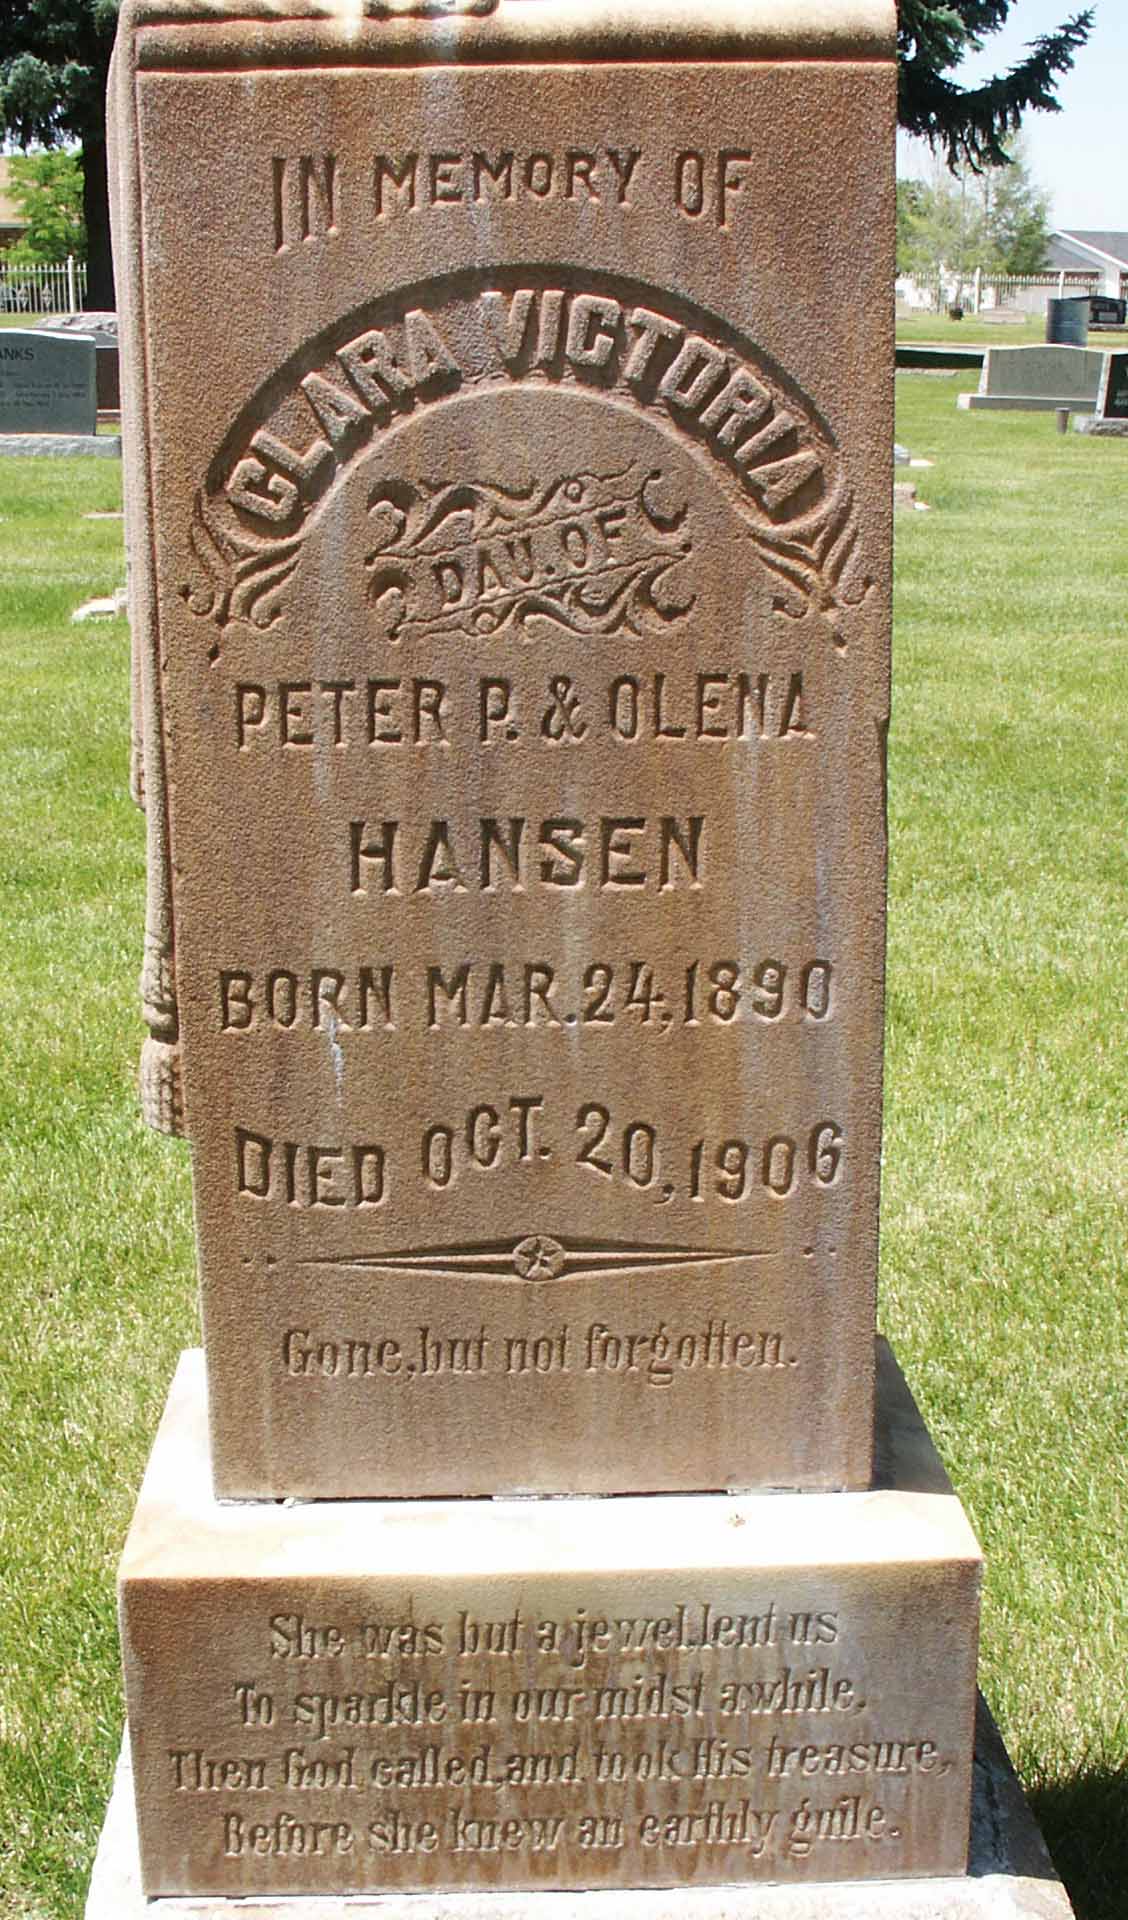 IN MEMORY OF
CLARA VICTORIA
DAU. OF
PETER P. & OLENA
HANSEN
BORN MAR. 24, 1890
DIED OCT. 20, 1906
Gone, but not forgotten.
She was but a jewel, lent us
To sparkle in our midst awhile,
Then God called, and took His treasure,
Before she knew an earthly guile.
ANKS